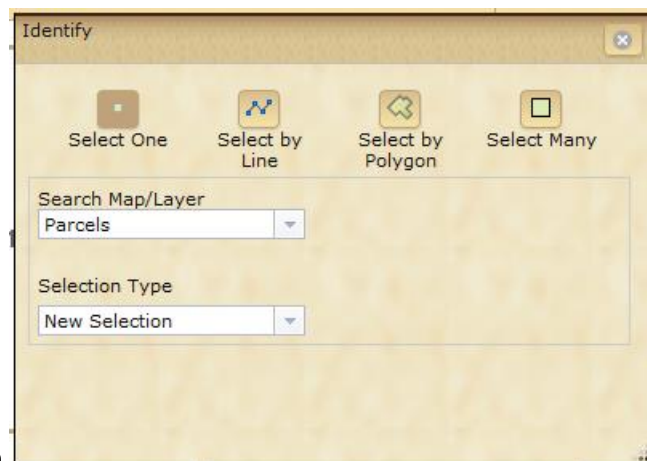 Identify
Select One
Select by
Line
Select by
Polygon
Select Many
Search Map/Layer
Parcels
Selection Type
New Selection